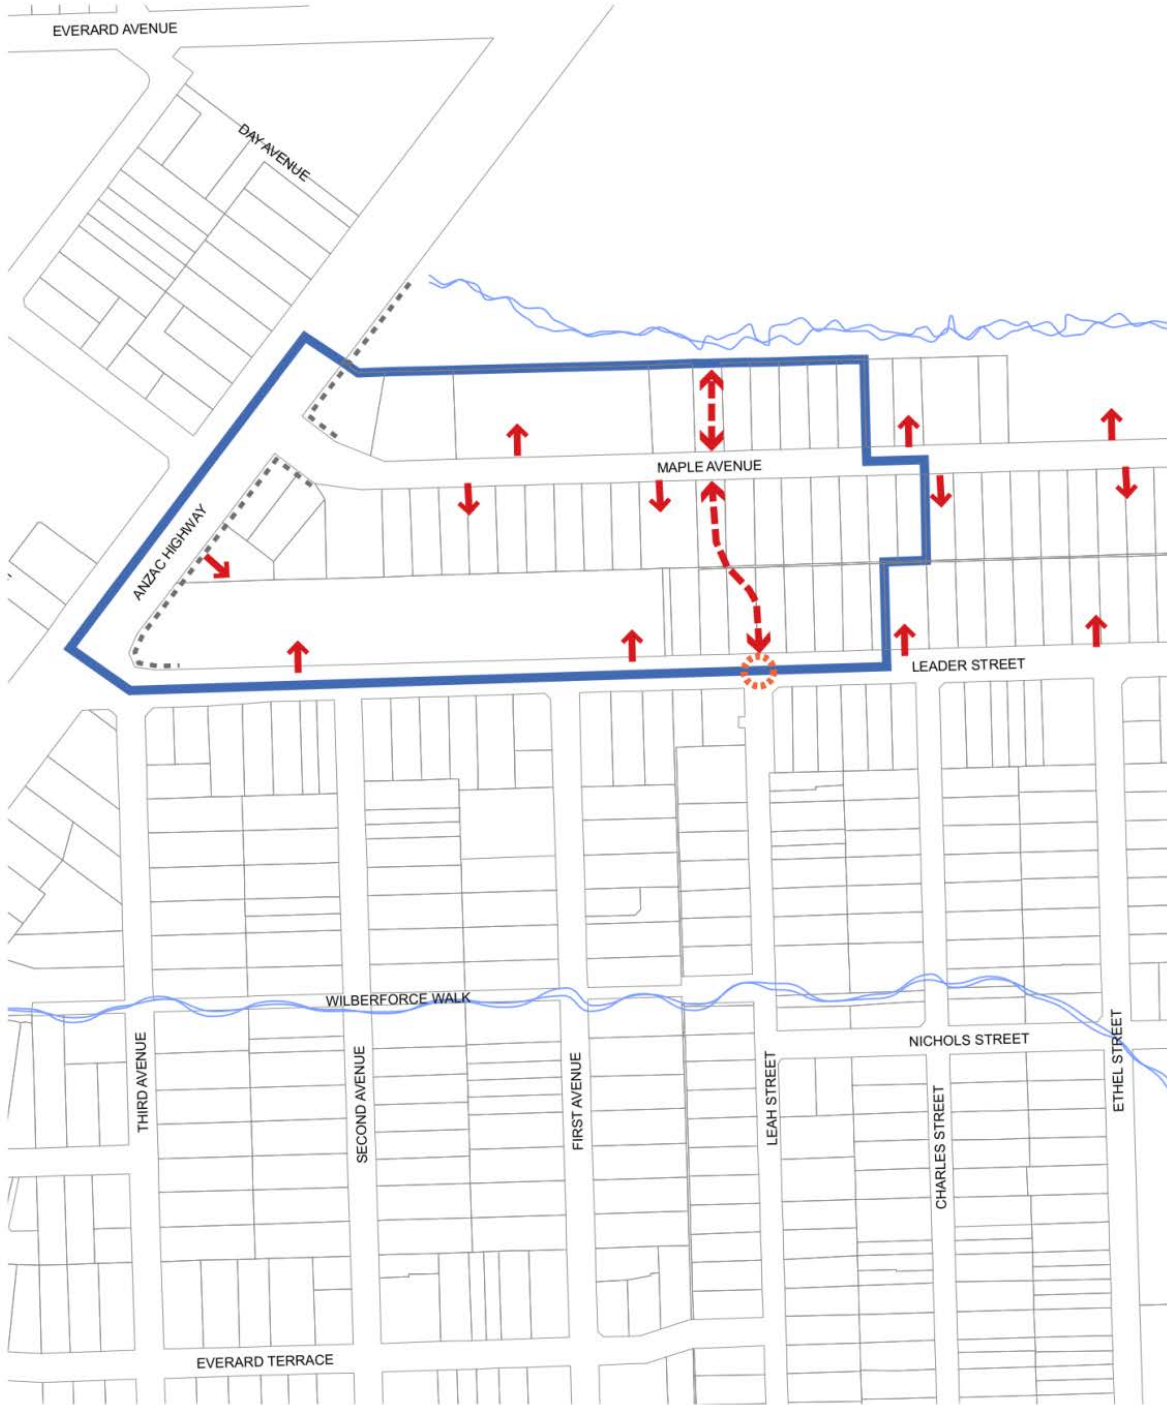 EVERARD AVENUE
DAY AVENUE
MAPLE AVENUE
ANZAC HIGHWAY
LEADER STREET
WILBERFORCE WALK
NICHOLS STREET
THIRD AVENUE
SECOND AVENUE
FIRST AVENUE
LEAH STREET
CHARLES STREET
ETHEL STREET
EVERARD TERRACE